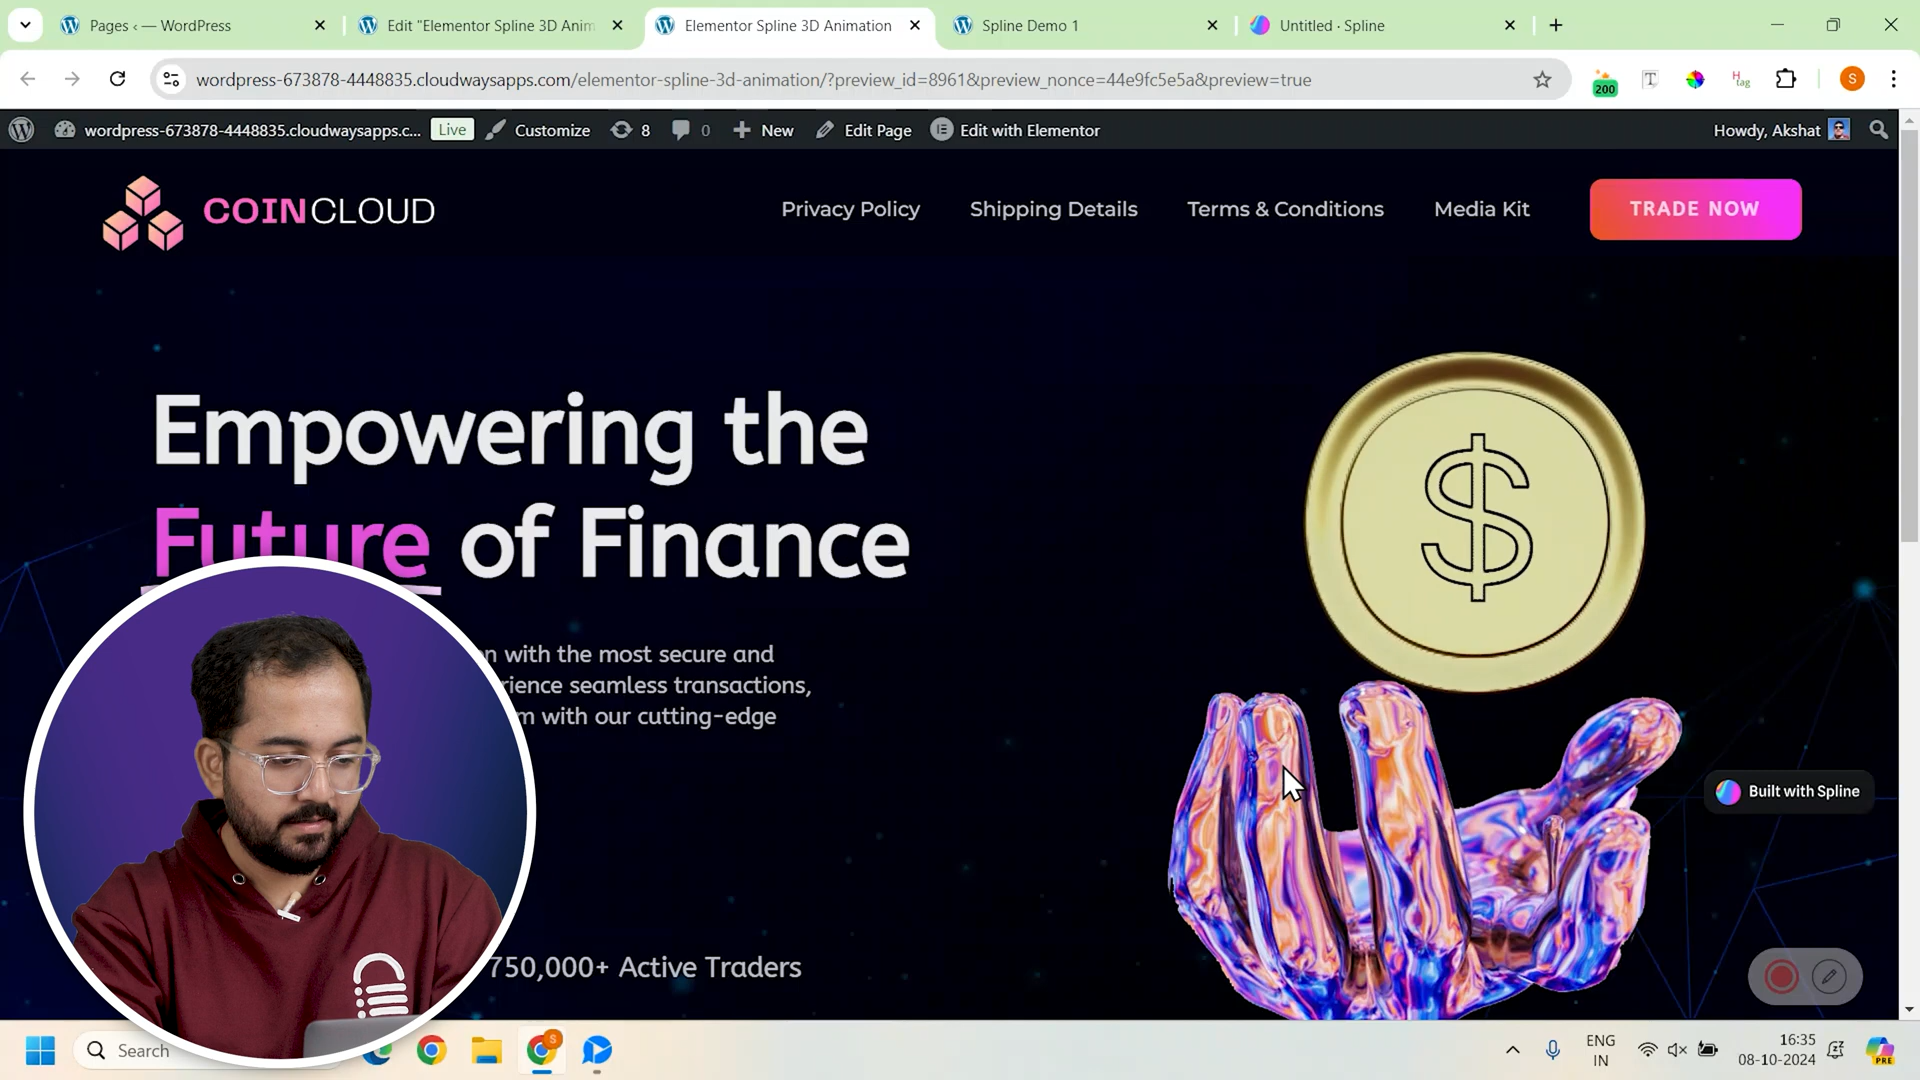 Pages ‹ — WordPress
Edit "Elementor Spline 3D Anim
Elementor Spline 3D Animation
Spline Demo 1
Untitled · Spline
wordpress-673878-4448835.cloudwaysapps.com/elementor-spline-3d-animation/?preview_id=8961&preview_nonce=44e9fc5e5a&preview=true
200
T
H
tag
S
wordpress-673878-4448835.cloudwaysapps.c...
Live
Customize
8
0
New
Edit Page
Edit with Elementor
Howdy, Akshat
COINCLOUD
Privacy Policy
Shipping Details
Terms & Conditions
Media Kit
TRADE NOW
Empowering the
Future of Finance
$
n with the most secure and
rience seamless transactions,
m with our cutting-edge
Built with Spline
750,000+ Active Traders
Search
S
ENG
IN
16:35
08-10-2024
PRE